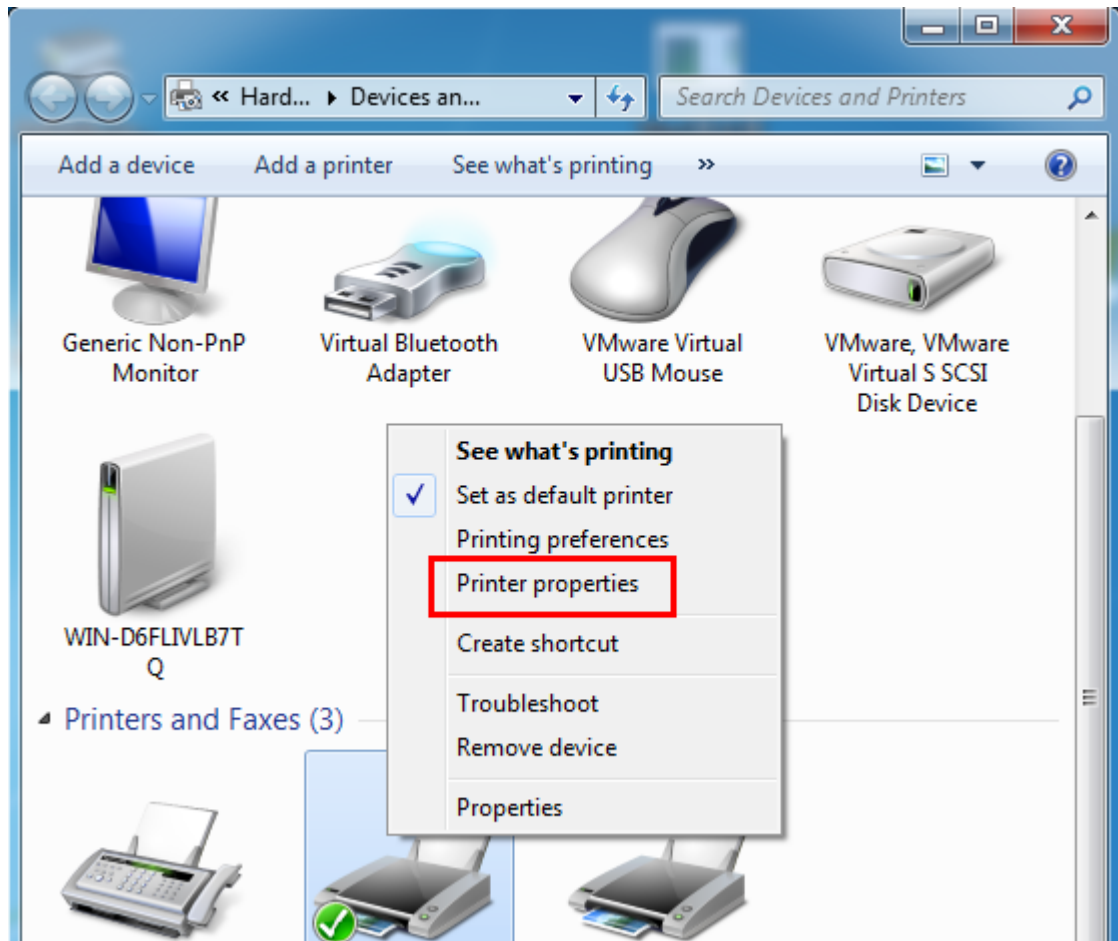 « Hard... ▸ Devices an...
Search Devices and Printers
Add a device
Add a printer
See what's printing
»
Generic Non-PnP
Monitor
Virtual Bluetooth
Adapter
VMware Virtual
USB Mouse
VMware, VMware
Virtual S SCSI
Disk Device
WIN-D6FLIVLB7T
Q
See what's printing
Set as default printer
Printing preferences
Printer properties
Create shortcut
Troubleshoot
Remove device
Properties
Printers and Faxes (3)